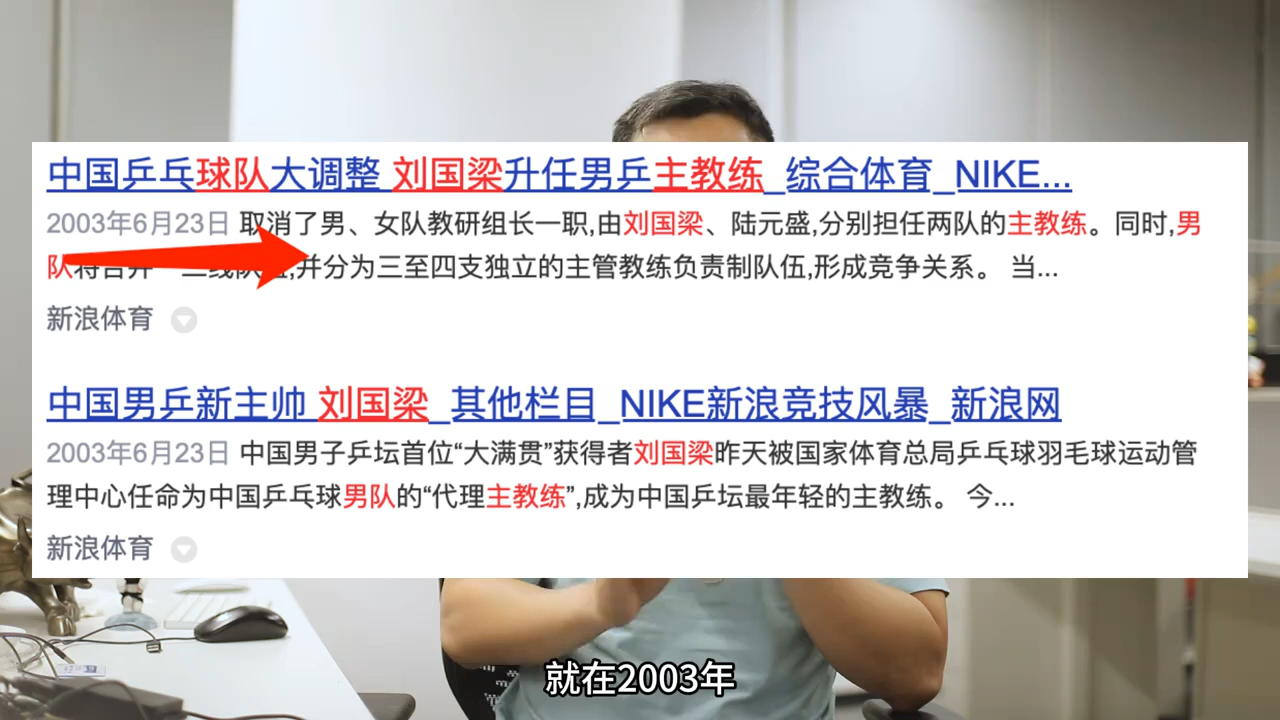 中国乒乓球队大调整 刘国梁升任男乒主教练_综合体育_NIKE...
2003年6月23日 取消了男、女队教研组长一职,由刘国梁、陆元盛,分别担任两队的主教练。同时,男
队将合并一二线队伍,并分为三至四支独立的主管教练负责制队伍,形成竞争关系。 当...
新浪体育
中国男乒新主帅 刘国梁_其他栏目_NIKE新浪竞技风暴_新浪网
2003年6月23日 中国男子乒坛首位“大满贯”获得者刘国梁昨天被国家体育总局乒乓球羽毛球运动管
理中心任命为中国乒乓球男队的“代理主教练”,成为中国乒坛最年轻的主教练。 今...
新浪体育
就在2003年